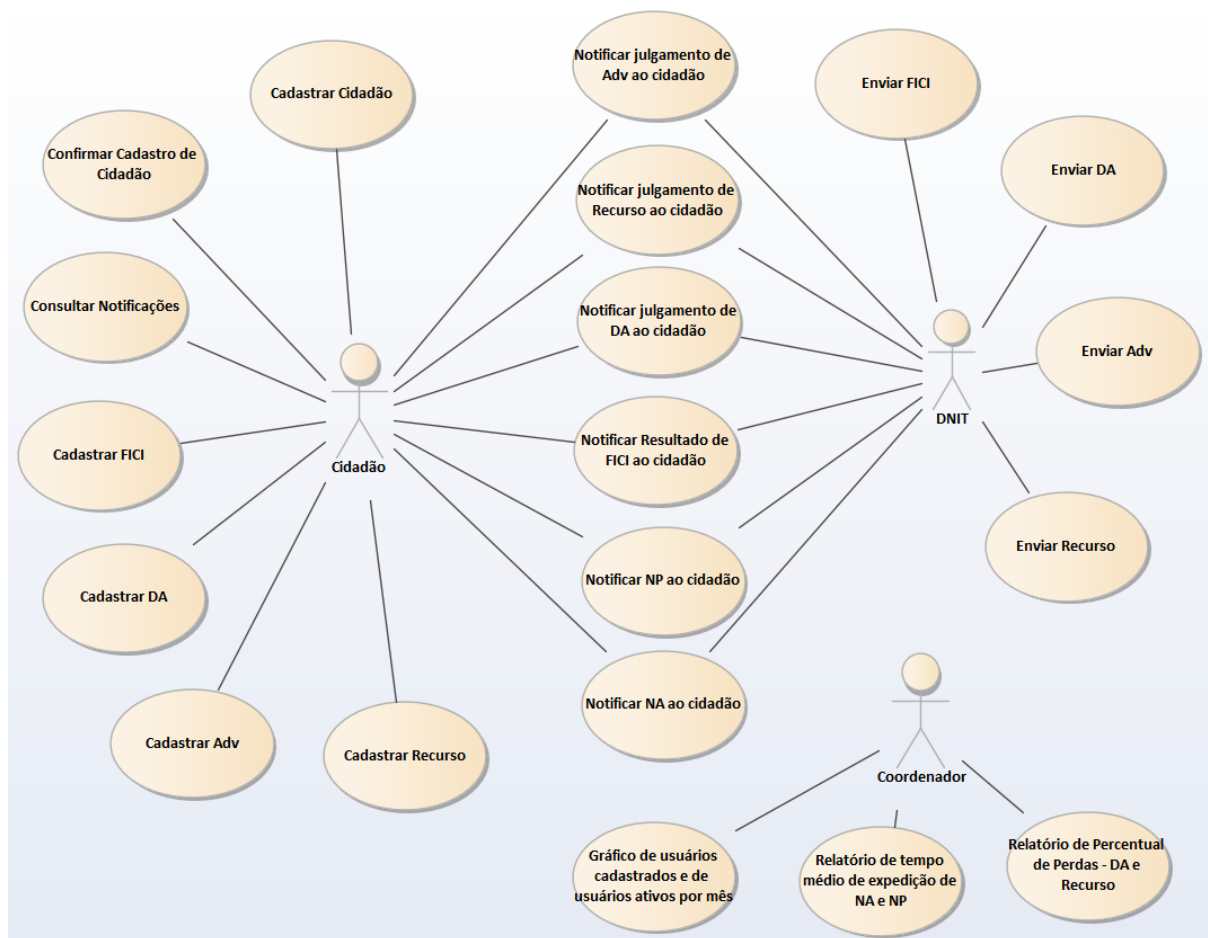 Notificar julgamento de
Adv ao cidadão
Enviar FICI
Cadastrar Cidadão
Confirmar Cadastro de
Cidadão
Enviar DA
Notificar julgamento de
Recurso ao cidadão
Consultar Notificações
Notificar julgamento de
DA ao cidadão
Enviar Adv
DNIT
Cadastrar FICI
Cidadão
Notificar Resultado de
FICI ao cidadão
Enviar Recurso
Notificar NP ao cidadão
Cadastrar DA
Notificar NA ao cidadão
Cadastrar Adv
Cadastrar Recurso
Coordenador
Gráfico de usuários
cadastrados e de
usuários ativos por mês
Relatório de tempo
médio de expedição de
NA e NP
Relatório de Percentual
de Perdas - DA e
Recurso